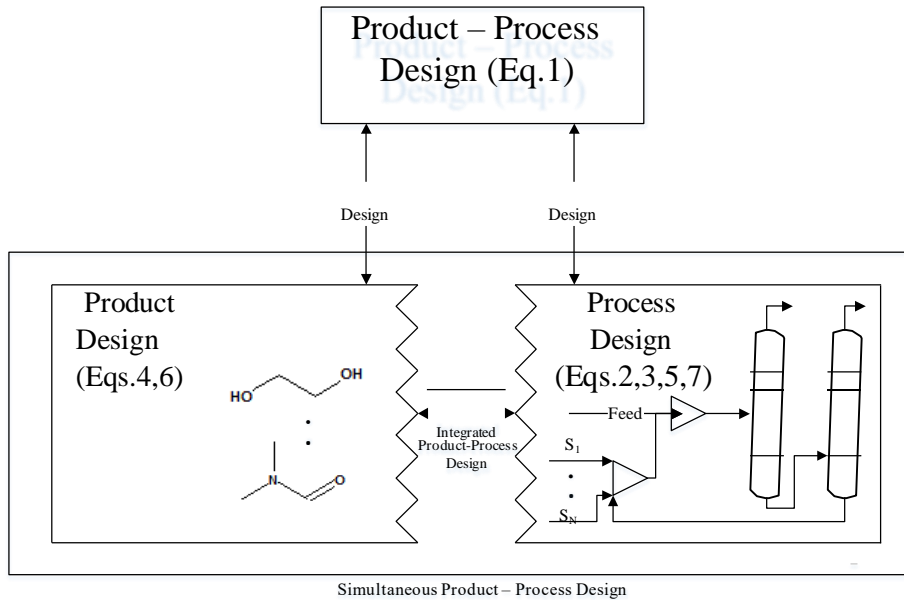 Product – Process
Design (Eq.1)
Design
Design
Product
Design
(Eqs.4,6)
HO
OH
N
O
Integrated
Product-Process
Design
Process
Design
(Eqs.2,3,5,7)
Feed
S1
SN
Simultaneous Product – Process Design